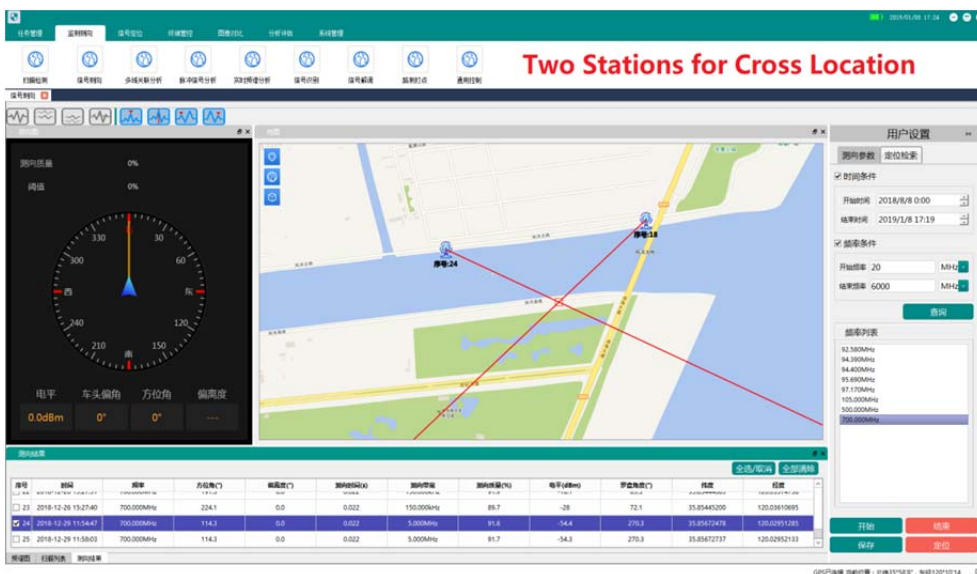 2019/01/08 17:24
任务管理 监测测向 信号定位 终端管控 图像对比 分析评估 系统管理
扫描检测 信号测向 多域关联分析 脉冲信号分析 实时频谱分析 信号识别 信号解调 监测打点 通用控制
Two Stations for Cross Location
信号测向
测向质量 0%
阈值 0%
330 30
300 60
西 东
240 120
210 南 150
电平 车头偏角 方位角 偏离度
0.0dBm 0° 0° ---
地图
序号:18
序号:24
用户设置
测向参数 定位检索
时间条件
开始时间 2018/8/8 0:00
结束时间 2019/1/8 17:19
频率条件
开始频率 20 MHz
结束频率 6000 MHz
查询
频率列表
92.580MHz
94.390MHz
94.400MHz
95.690MHz
97.170MHz
105.000MHz
500.000MHz
700.000MHz
测向结果
全选/取消 全部清除
序号 时间 频率 方位角(°) 偏离度(°) 测向时间(s) 测向带宽 测向质量(%) 电平(dBm) 罗盘角度(°) 纬度 经度
23 2018-12-26 15:27:40 700.000MHz 224.1 0.0 0.022 150.000kHz 89.7 -28 72.1 35.85445200 120.03610695
24 2018-12-29 11:54:47 700.000MHz 114.3 0.0 0.022 5.000MHz 91.6 -54.4 270.3 35.85672478 120.02951285
25 2018-12-29 11:58:03 700.000MHz 114.3 0.0 0.022 5.000MHz 91.7 -54.3 270.3 35.85672737 120.02952133
开始 结束
保存 定位
频谱图 扫描列表 测向结果